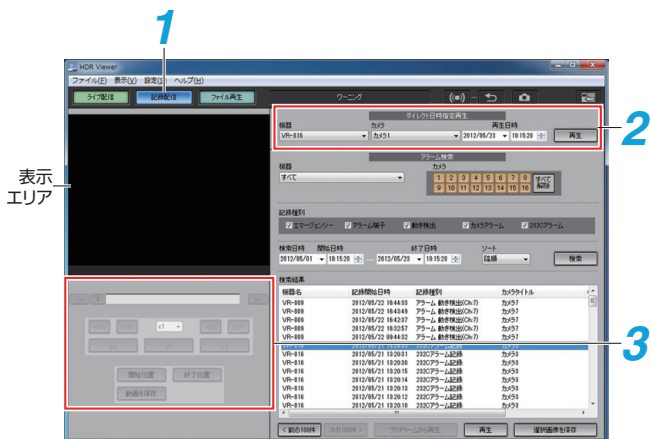 1
HDR Viewer
ファイル(F) 表示(V) 設定(S) ヘルプ(H)
ライブ配信 記録配信 ファイル再生 ワーニング
ダイレクト日時指定再生
機器 カメラ 再生日時
VR-816 カメラ1 2012/05/23 10:15:28 再生
2
アラーム検索
機器 カメラ
すべて 1 2 3 4 5 6 7 8 すべて
9 10 11 12 13 14 15 16 解除
表示
エリア
記録種別
エマージェンシー アラーム端子 動き検出 カメラアラーム 232Cアラーム
検索日時 開始日時 終了日時 ソート
2012/05/01 10:15:28 --- 2012/05/23 10:15:28 降順 検索
検索結果
機器名 記録開始日時 記録種別 カメラタイトル
VR-809 2012/05/22 16:44:33 アラーム 動き検出(Ch:7) カメラ7
VR-809 2012/05/22 16:43:49 アラーム 動き検出(Ch:7) カメラ7
VR-809 2012/05/22 16:42:37 アラーム 動き検出(Ch:7) カメラ7
VR-809 2012/05/22 16:32:57 アラーム 動き検出(Ch:7) カメラ7
VR-809 2012/05/22 09:44:32 アラーム 動き検出(Ch:7) カメラ7
3
VR-816 2012/05/21 13:20:31 232Cアラーム記録 カメラ3
VR-816 2012/05/21 13:20:30 232Cアラーム記録 カメラ3
VR-816 2012/05/21 13:20:15 232Cアラーム記録 カメラ3
VR-816 2012/05/21 13:20:14 232Cアラーム記録 カメラ3
VR-816 2012/05/21 13:20:13 232Cアラーム記録 カメラ3
VR-816 2012/05/21 13:20:12 232Cアラーム記録 カメラ3
VR-816 2012/05/21 13:20:10 232Cアラーム記録 カメラ3
x1
開始位置 終了位置
動画を保存
<前の100件 次の100件> プリアラームから再生 再生 選択画像を保存